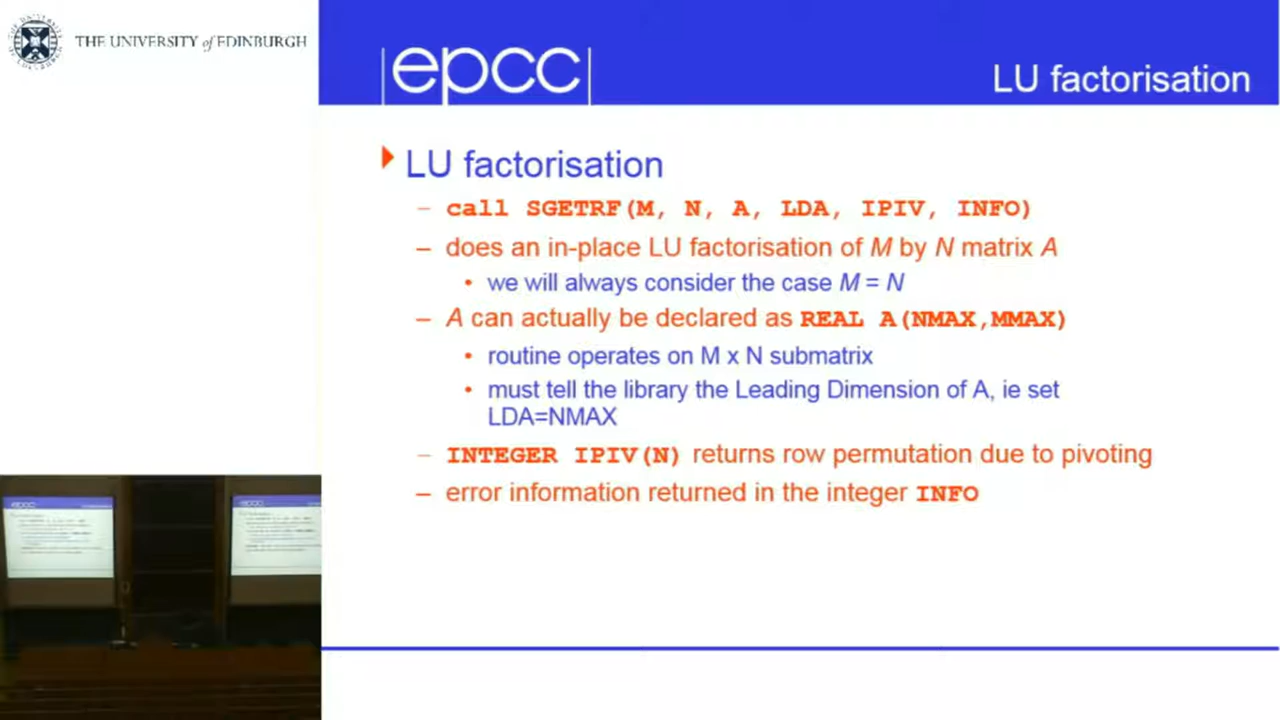 THE UNIVERSITY of EDINBURGH
epcc
LU factorisation
LU factorisation
– call SGETRF(M, N, A, LDA, IPIV, INFO)
– does an in-place LU factorisation of M by N matrix A
• we will always consider the case M = N
– A can actually be declared as REAL A(NMAX,MMAX)
• routine operates on M x N submatrix
• must tell the library the Leading Dimension of A, ie set
LDA=NMAX
– INTEGER IPIV(N) returns row permutation due to pivoting
– error information returned in the integer INFO
epcc
epcc